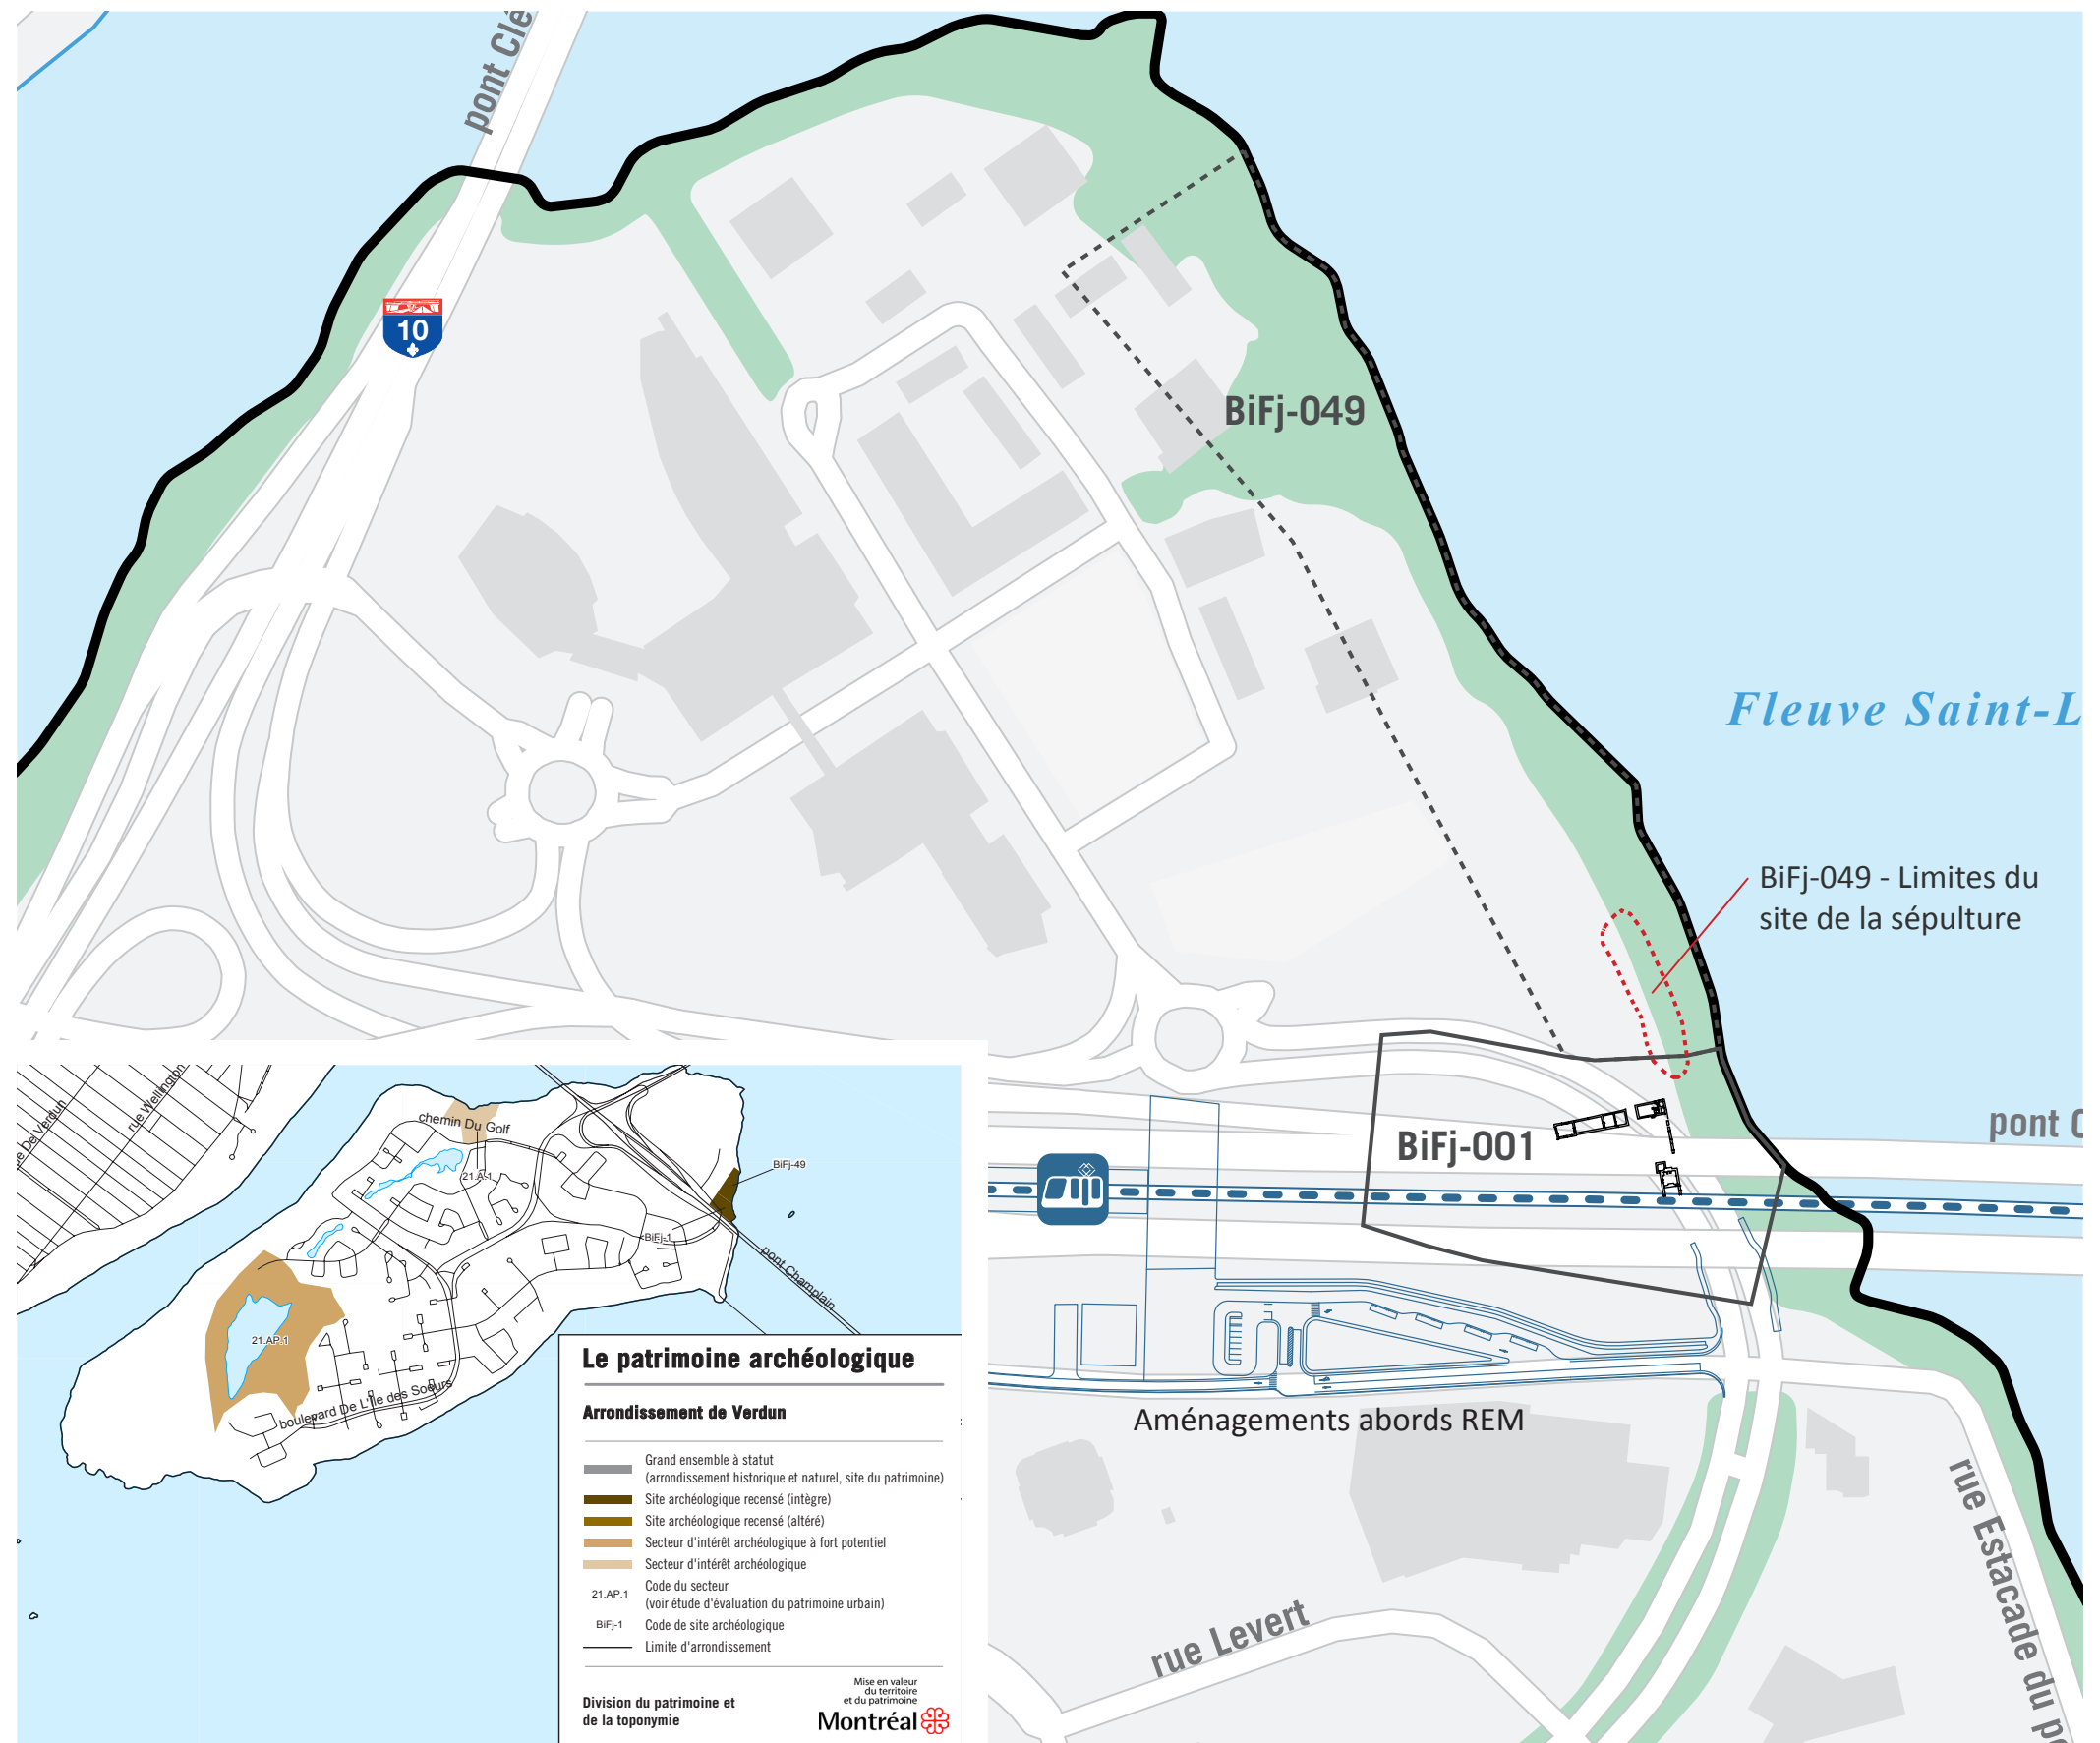 pont Clé
10
BiFj-049
Fleuve Saint-L
BiFj-049 - Limites du
site de la sépulture
pont C
BiFj-001
Aménagements abords REM
rue Levert
rue Estacade du po
e De Verdun
rue Wellington
chemin Du Golf
21.A.1
BiFj-49
BiFj-1
pont Champlain
21.AP.1
boulevard De L'Île des Soeurs
Le patrimoine archéologique
Arrondissement de Verdun
Grand ensemble à statut
(arrondissement historique et naturel, site du patrimoine)
Site archéologique recensé (intègre)
Site archéologique recensé (altéré)
Secteur d'intérêt archéologique à fort potentiel
Secteur d'intérêt archéologique
21.AP.1 Code du secteur
(voir étude d'évaluation du patrimoine urbain)
BiFj-1 Code de site archéologique
Limite d'arrondissement
Division du patrimoine et
de la toponymie
Mise en valeur
du territoire
et du patrimoine
Montréal